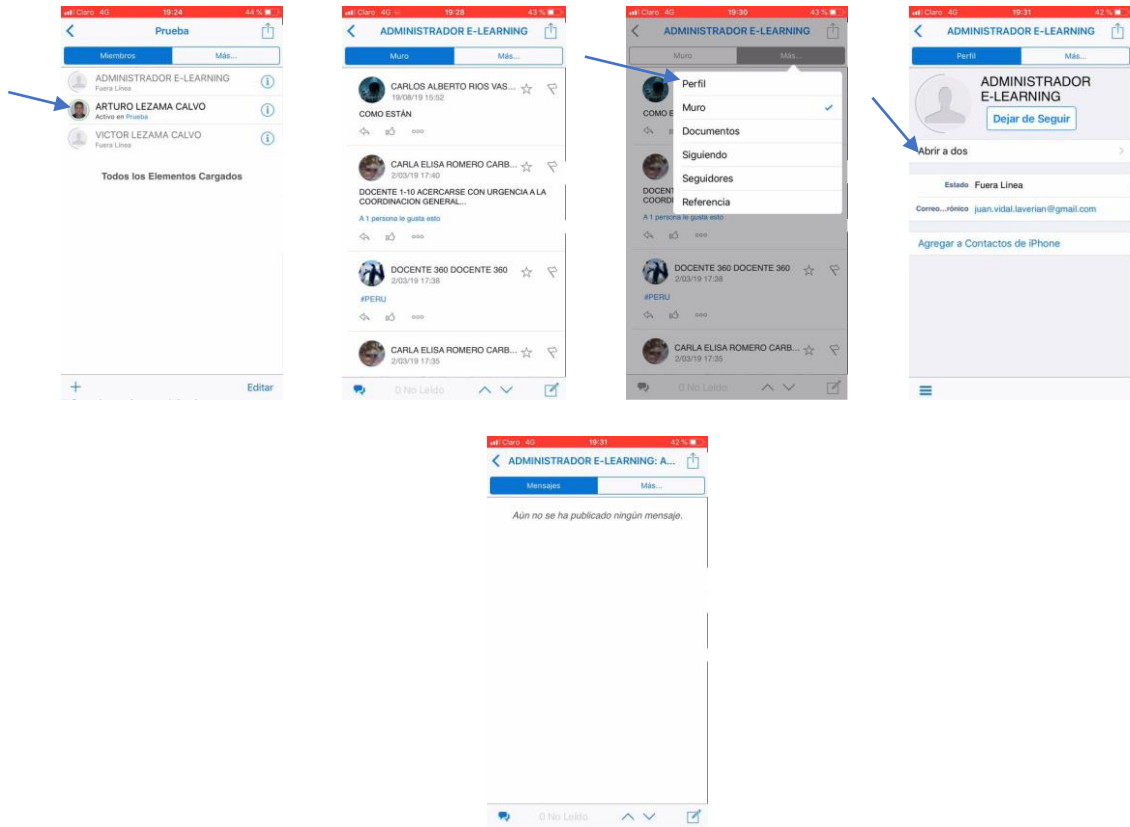 Claro 4G 19:24 44 %
Prueba
Miembros Más...
ADMINISTRADOR E-LEARNING
Fuera Línea
ARTURO LEZAMA CALVO
Activo en Prueba
VICTOR LEZAMA CALVO
Fuera Línea
Todos los Elementos Cargados
Editar
Claro 4G 19:28 43 %
ADMINISTRADOR E-LEARNING
Muro Más...
CARLOS ALBERTO RIOS VAS...
19/08/19 15:52
COMO ESTÁN
CARLA ELISA ROMERO CARB...
2/03/19 17:40
DOCENTE 1-10 ACERCARSE CON URGENCIA A LA
COORDINACION GENERAL...
A 1 persona le gusta esto
DOCENTE 360 DOCENTE 360
2/03/19 17:38
#PERU
CARLA ELISA ROMERO CARB...
2/03/19 17:35
0 No Leído
Claro 4G 19:30 43 %
ADMINISTRADOR E-LEARNING
Muro Más...
Perfil
Muro
Documentos
Siguiendo
Seguidores
Referencia
COMO E
DOCENT
COORDI
A 1 persona le gusta esto
DOCENTE 360 DOCENTE 360
2/03/19 17:38
#PERU
CARLA ELISA ROMERO CARB...
2/03/19 17:35
0 No Leído
Claro 4G 19:31 42 %
ADMINISTRADOR E-LEARNING
Perfil Más...
ADMINISTRADOR
E-LEARNING
Dejar de Seguir
Abrir a dos
Estado Fuera Linea
Correo...rónico juan.vidal.laverian@gmail.com
Agregar a Contactos de iPhone
Claro 4G 19:31 42 %
ADMINISTRADOR E-LEARNING: A...
Mensajes Más...
Aún no se ha publicado ningún mensaje.
0 No Leído